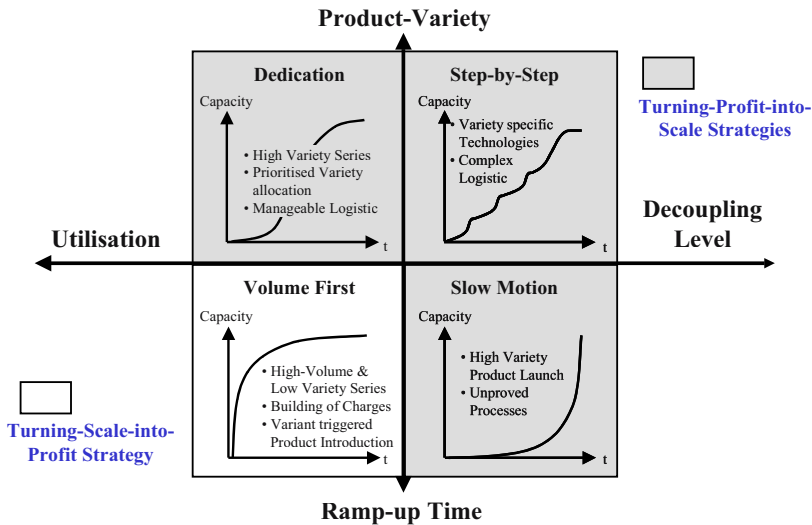 Product-Variety
Dedication
Capacity
• High Variety Series
• Prioritised Variety
allocation
• Manageable Logistic
t
Step-by-Step
Capacity
• Variety specific
Technologies
• Complex
Logistic
t
Turning-Profit-into-
Scale Strategies
Utilisation
Decoupling
Level
Volume First
Capacity
• High-Volume &
Low Variety Series
• Building of Charges
• Variant triggered
Product Introduction
t
Slow Motion
Capacity
• High Variety
Product Launch
• Unproved
Processes
t
Turning-Scale-into-
Profit Strategy
Ramp-up Time